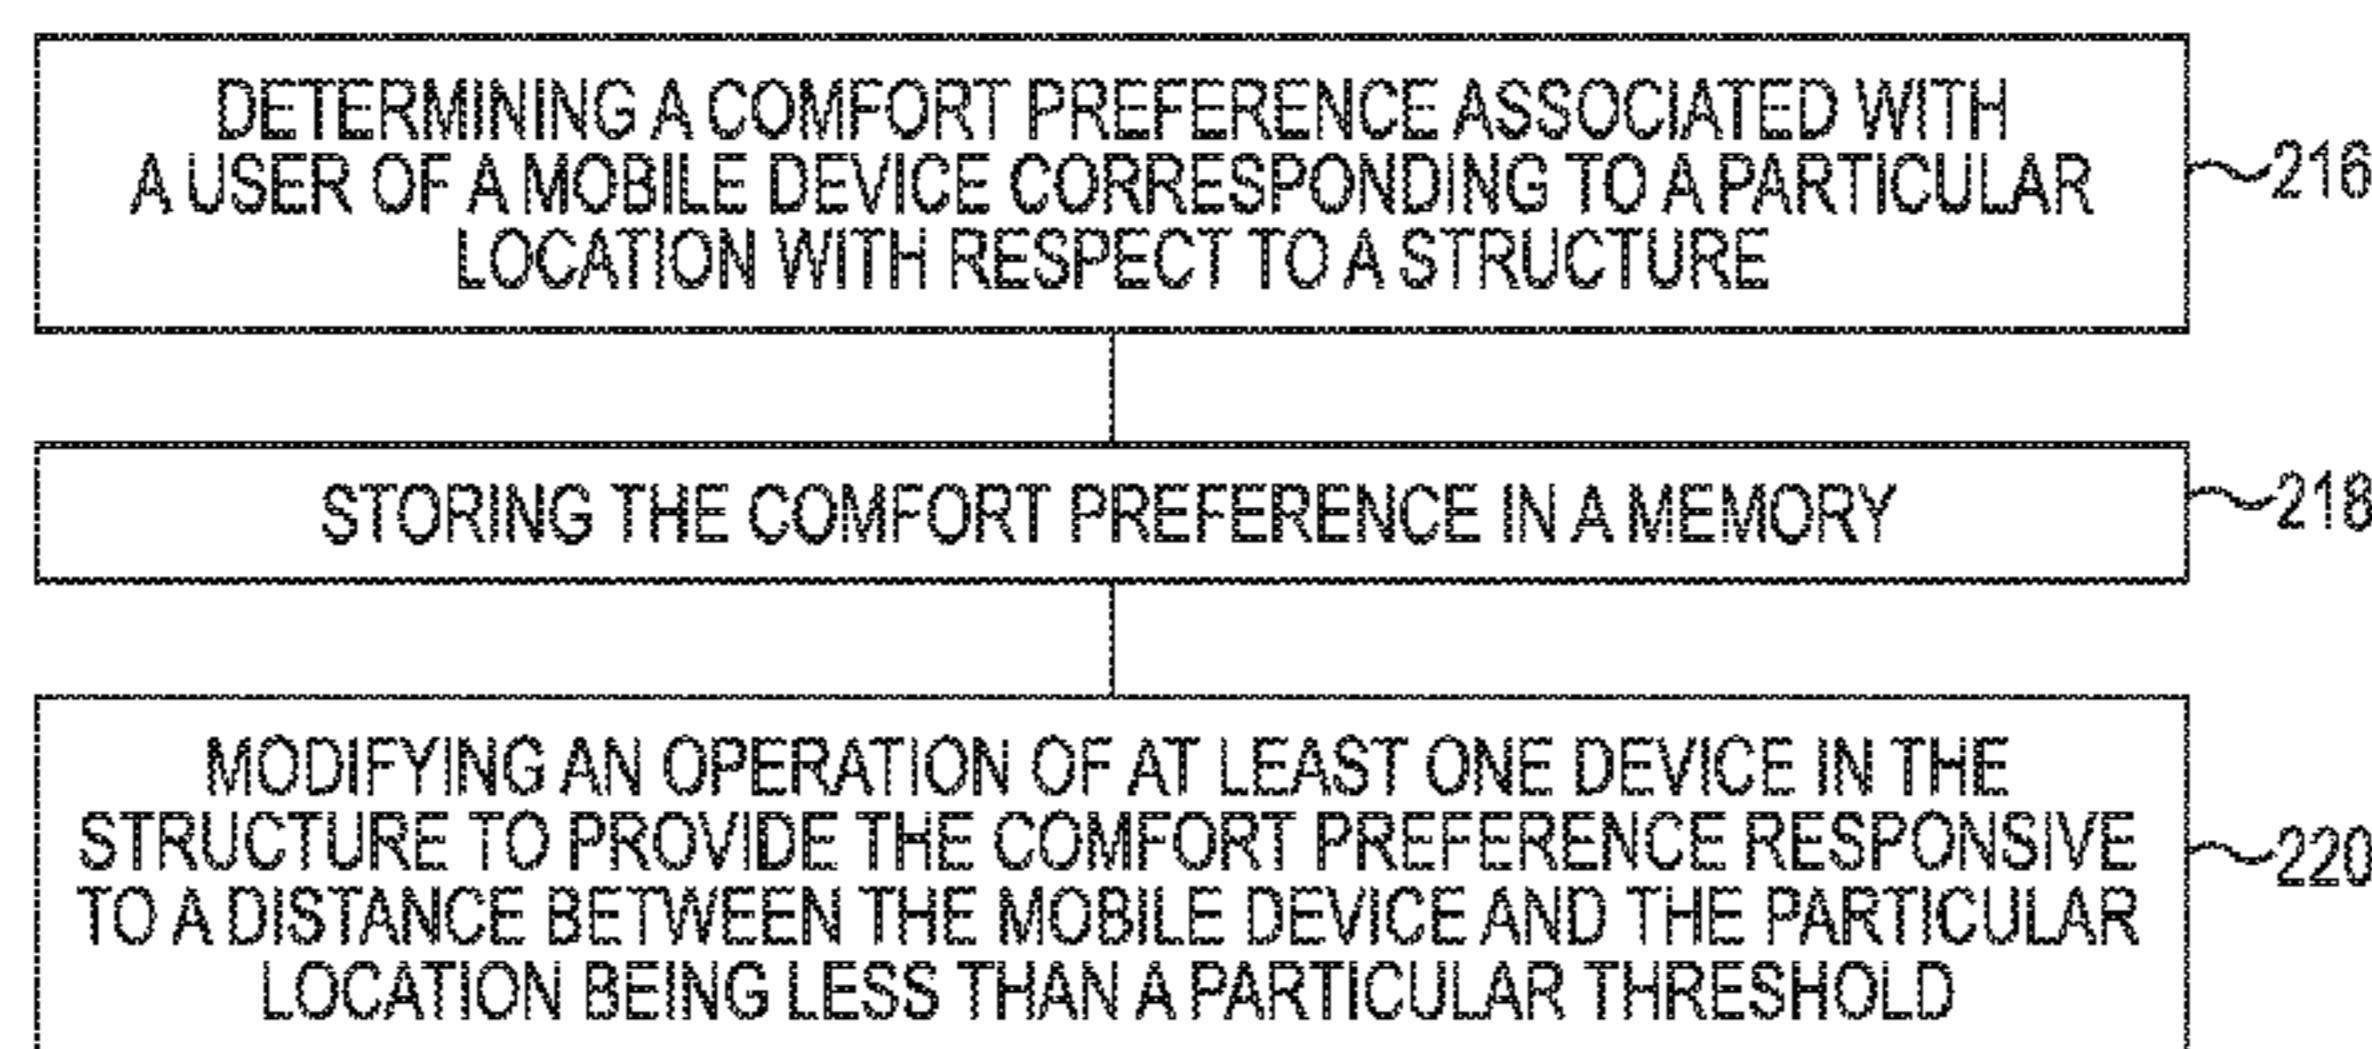 DETERMINING A COMFORT PREFERENCE ASSOCIATED WITH
A USER OF A MOBILE DEVICE CORRESPONDING TO A PARTICULAR
LOCATION WITH RESPECT TO A STRUCTURE
216
STORING THE COMFORT PREFERENCE IN A MEMORY
218
MODIFYING AN OPERATION OF AT LEAST ONE DEVICE IN THE
STRUCTURE TO PROVIDE THE COMFORT PREFERENCE RESPONSIVE
TO A DISTANCE BETWEEN THE MOBILE DEVICE AND THE PARTICULAR
LOCATION BEING LESS THAN A PARTICULAR THRESHOLD
220